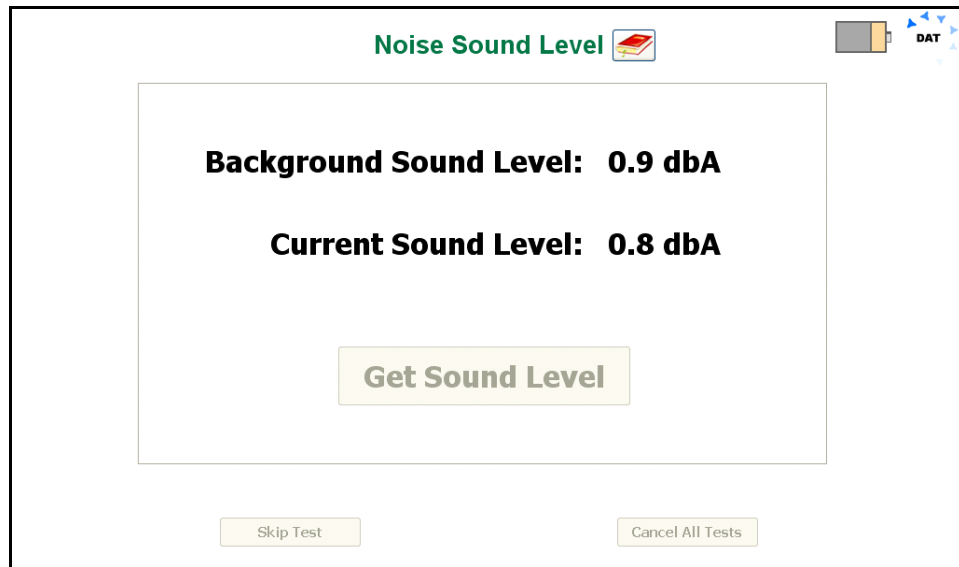 Noise Sound Level
DAT
Background Sound Level: 0.9 dbA
Current Sound Level: 0.8 dbA
Get Sound Level
Skip Test
Cancel All Tests